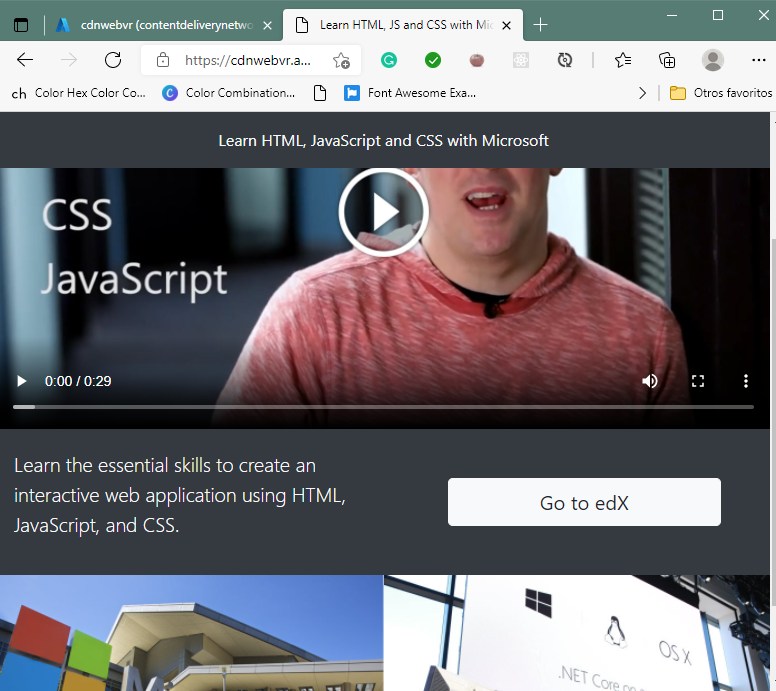 cdnwebvr (contentdeliverynetwo
Learn HTML, JS and CSS with Mic
https://cdnwebvr.a...
ch Color Hex Color Co...
C Color Combination...
Font Awesome Exa...
Otros favoritos
Learn HTML, JavaScript and CSS with Microsoft
CSS
JavaScript
0:00 / 0:29
Learn the essential skills to create an
interactive web application using HTML,
JavaScript, and CSS.
Go to edX
OS X
.NET Core on